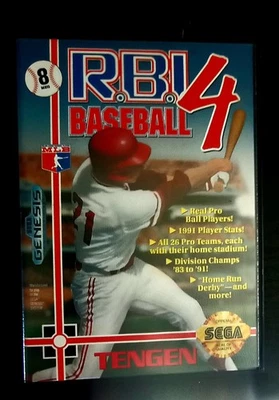 8
R.B.I. 4
BASEBALL
MLB
Real Pro
Ball Players!
1991 Player Stats!
All 26 Pro Teams, each
with their home stadium!
Division Champs
'83 to '91!
"Home Run
Derby"—and
more!
GENESIS
21
TENGEN
SEGA